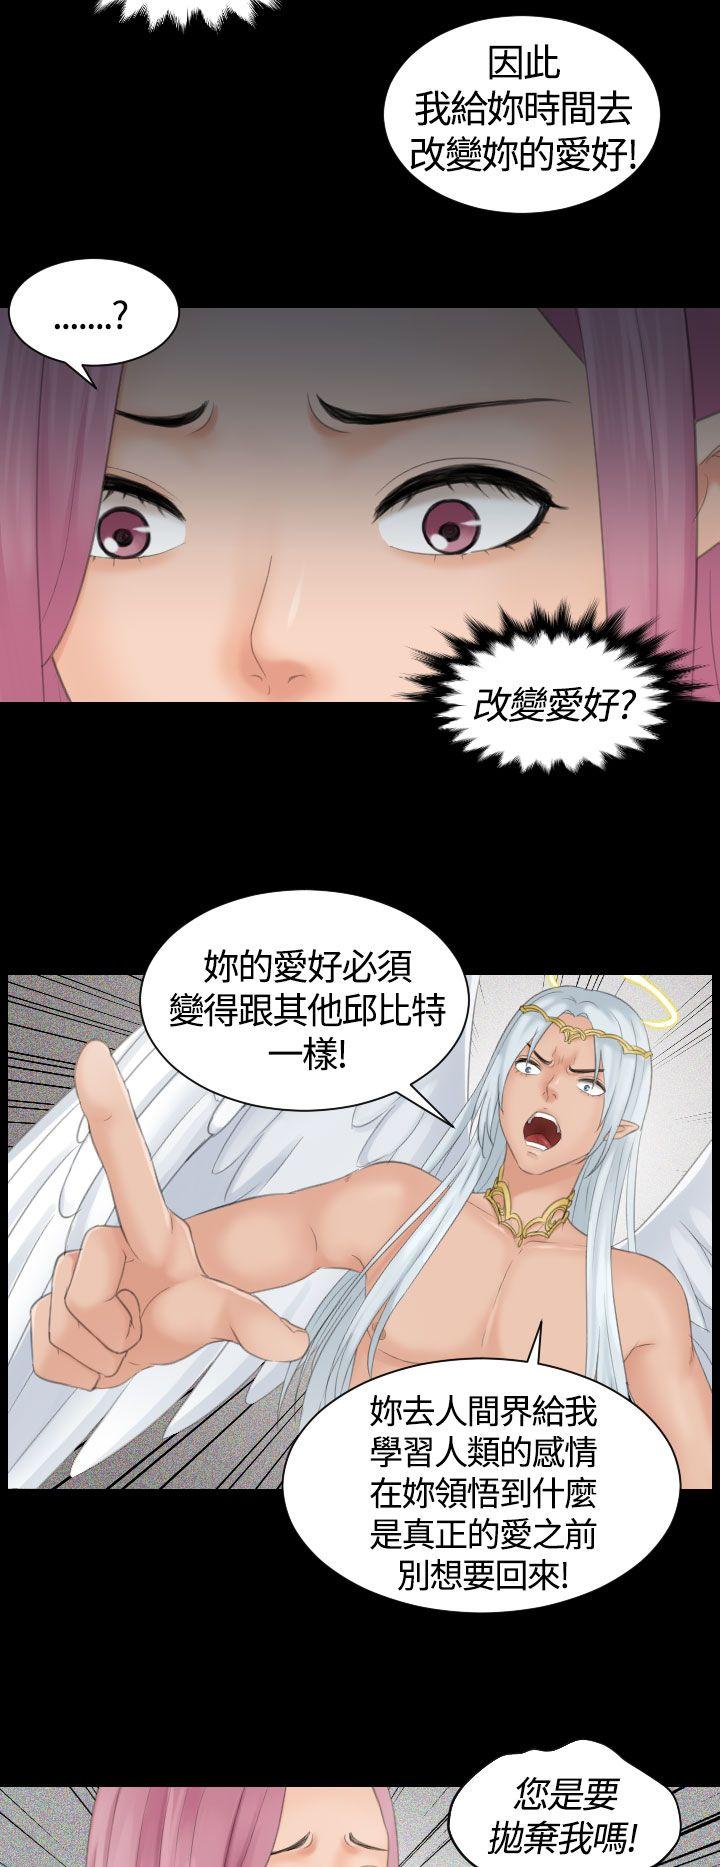 因此
我給妳時間去
改變妳的愛好!
.......?
改變愛好?
妳的愛好必須
變得跟其他邱比特
一樣!
妳去人間界給我
學習人類的感情
在妳領悟到什麼
是真正的愛之前
別想要回來!
您是要
拋棄我嗎!